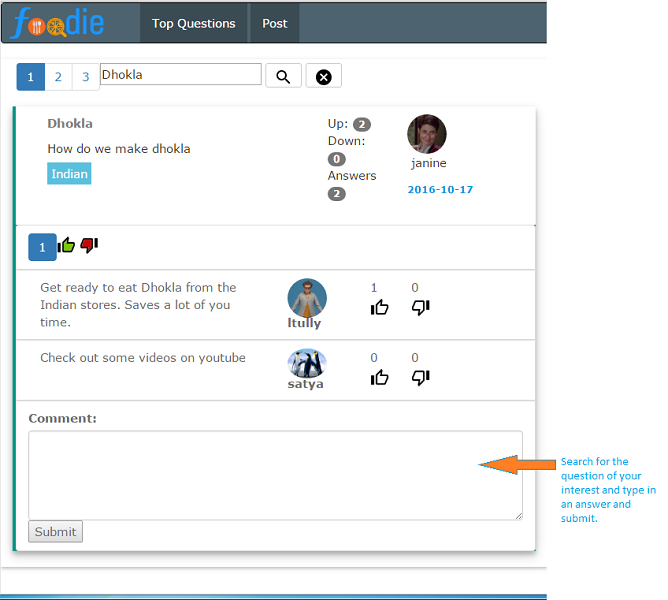 foodie
Top Questions
Post
1 2 3 Dhokla
Dhokla
How do we make dhokla
Indian
Up: 2
Down:
0
Answers
2
janine
2016-10-17
1
Get ready to eat Dhokla from the
Indian stores. Saves a lot of you
time.
ltully
1 0
Check out some videos on youtube
satya
0 0
Comment:
Submit
Search for the
question of your
interest and type in
an answer and
submit.